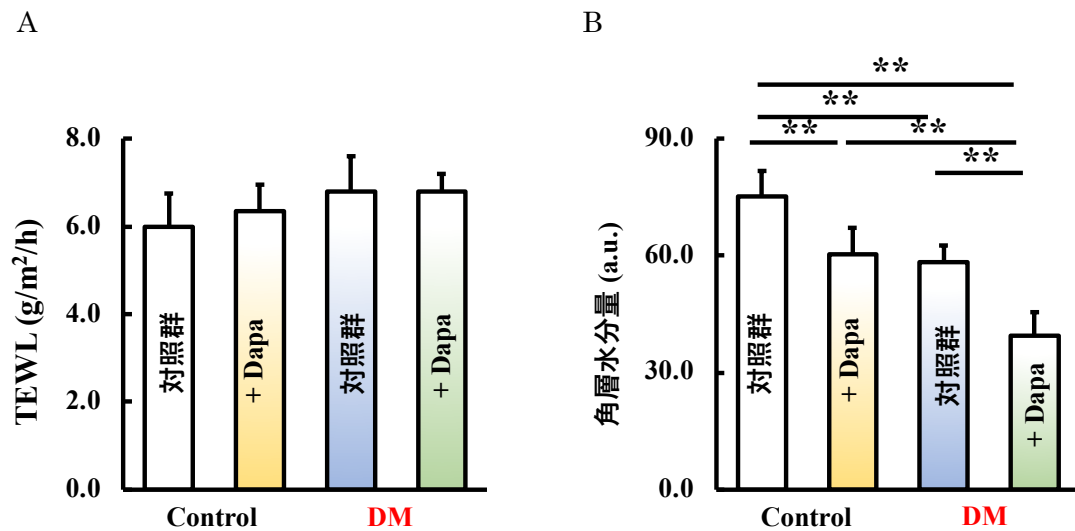 A
TEWL (g/m²/h)
8.0
6.0
4.0
2.0
0.0
対照群
+ Dapa
対照群
+ Dapa
Control
DM
B
角層水分量 (a.u.)
90.0
60.0
30.0
0.0
**
**
**
**
**
対照群
+ Dapa
対照群
+ Dapa
Control
DM